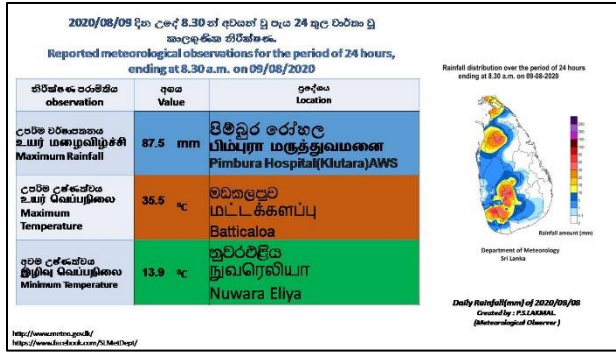 2020/08/09 දින උදේ 8.30 න් අවසන් වූ පැය 24 තුල වාර්තා වූ
කාලගුණික නිරීක්ෂණ.
Reported meteorological observations for the period of 24 hours,
ending at 8.30 a.m. on 09/08/2020
නිරීක්ෂණ පරාමිතිය
observation
අගය
Value
ප්‍රදේශය
Location
උපරිම වර්ෂාපතනය
உயர் மழைவீழ்ச்சி
Maximum Rainfall
87.5 mm
පිම්බුර රෝහල
பிம்புரா மருத்துவமனை
Pimbura Hospital(Klutara)AWS
උපරිම උෂ්ණත්වය
உயர் வெப்பநிலை
Maximum
Temperature
35.5 ºC
මඩකලපුව
மட்டக்களப்பு
Batticaloa
අවම උෂ්ණත්වය
இழிவு வெப்பநிலை
Minimum Temperature
13.9 ºC
නුවරඑළිය
நுவரெலியா
Nuwara Eliya
http://www.meteo.gov.lk/
https://www.facebook.com/SLMetDept/
Rainfall distribution over the period of 24 hours
ending at 8.30 a.m. on 09-08-2020
Rainfall amount (mm)
Department of Meteorology
Sri Lanka
Daily Rainfall(mm) of 2020/08/08
Created by : P.S.LAKMAL.
(Meteorological Observer )